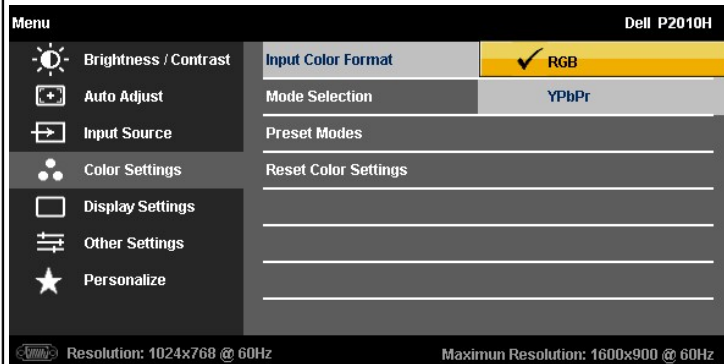 Menu Dell P2010H
Brightness / Contrast Input Color Format RGB
Auto Adjust Mode Selection YPbPr
Input Source Preset Modes
Color Settings Reset Color Settings
Display Settings
Other Settings
Personalize
Resolution: 1024x768 @ 60Hz Maximun Resolution: 1600x900 @ 60Hz